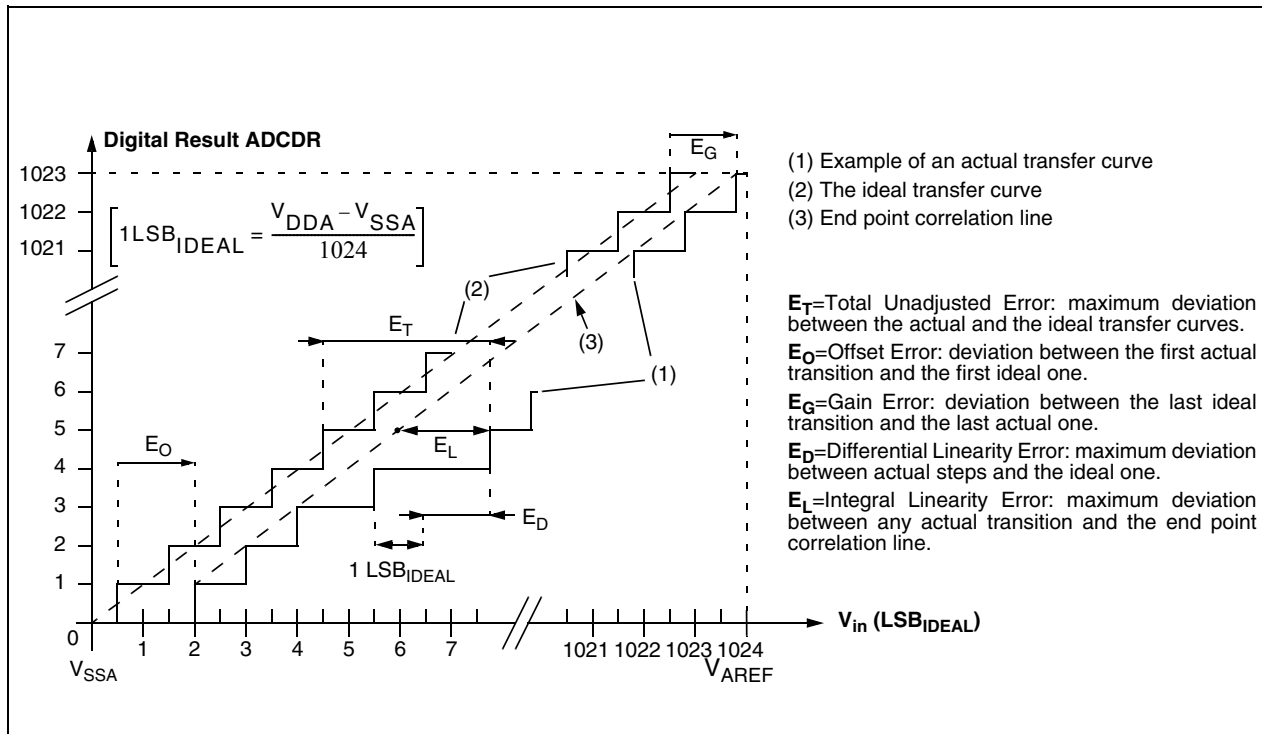 Digital Result ADCDR
1023
1022
1021
1LSB_IDEAL = (V_DDA – V_SSA) / 1024
7
6
5
4
3
2
1
0
V_SSA
1 2 3 4 5 6 7 1021 1022 1023 1024
V_AREF
V_in (LSB_IDEAL)
E_G
E_T
E_O
E_L
E_D
1 LSB_IDEAL
(2)
(3)
(1)
(1) Example of an actual transfer curve
(2) The ideal transfer curve
(3) End point correlation line
E_T=Total Unadjusted Error: maximum deviation
between the actual and the ideal transfer curves.
E_O=Offset Error: deviation between the first actual
transition and the first ideal one.
E_G=Gain Error: deviation between the last ideal
transition and the last actual one.
E_D=Differential Linearity Error: maximum deviation
between actual steps and the ideal one.
E_L=Integral Linearity Error: maximum deviation
between any actual transition and the end point
correlation line.